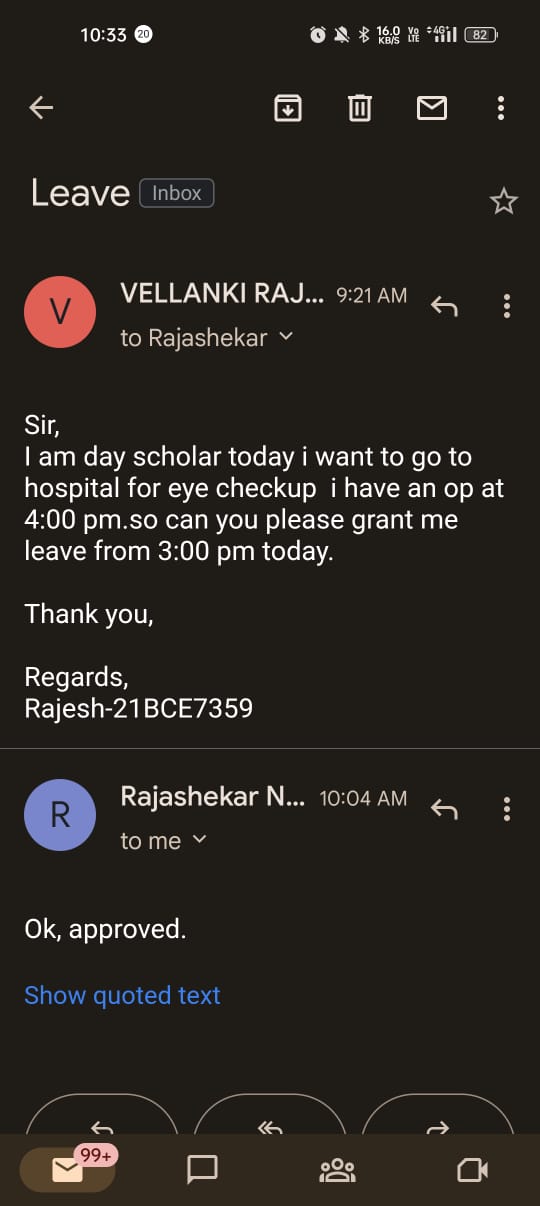 10:33 20 16.0 KB/S Vo LTE 4G+ 82
Leave Inbox
V VELLANKI RAJ... 9:21 AM
to Rajashekar
Sir,
I am day scholar today i want to go to
hospital for eye checkup  i have an op at
4:00 pm.so can you please grant me
leave from 3:00 pm today.
Thank you,
Regards,
Rajesh-21BCE7359
R Rajashekar N... 10:04 AM
to me
Ok, approved.
Show quoted text
99+